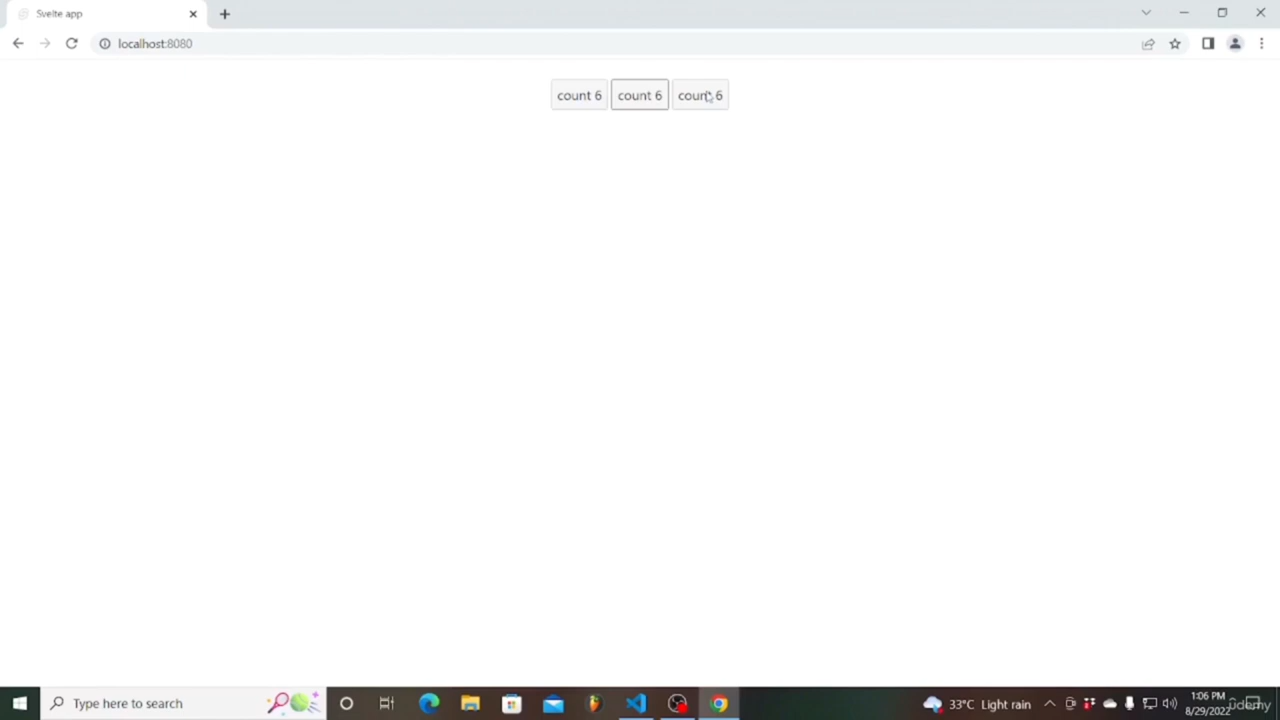 Svelte app
localhost:8080
count 6 count 6 count 6
Type here to search
33°C Light rain
1:06 PM
8/29/2022
Udemy